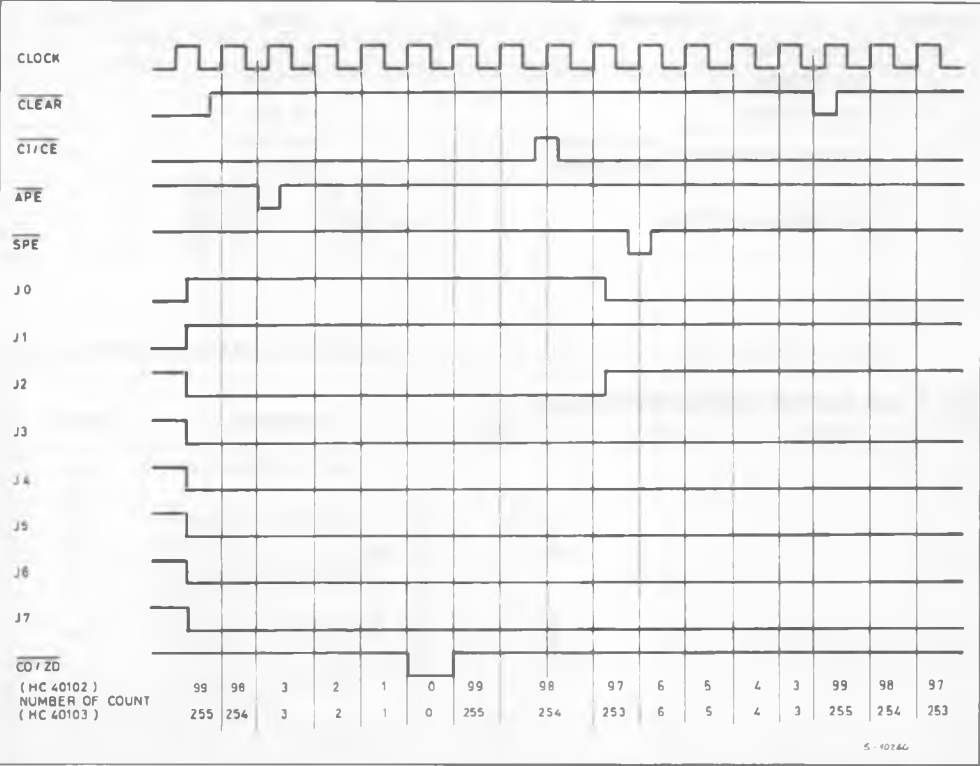 CLOCK
CLEAR
CI/CE
APE
SPE
J0
J1
J2
J3
J4
J5
J6
J7
CO/ZD
(HC 40102) 99 98 3 2 1 0 99 98 97 6 5 4 3 99 98 97
NUMBER OF COUNT
(HC 40103) 255 254 3 2 1 0 255 254 253 6 5 4 3 255 254 253